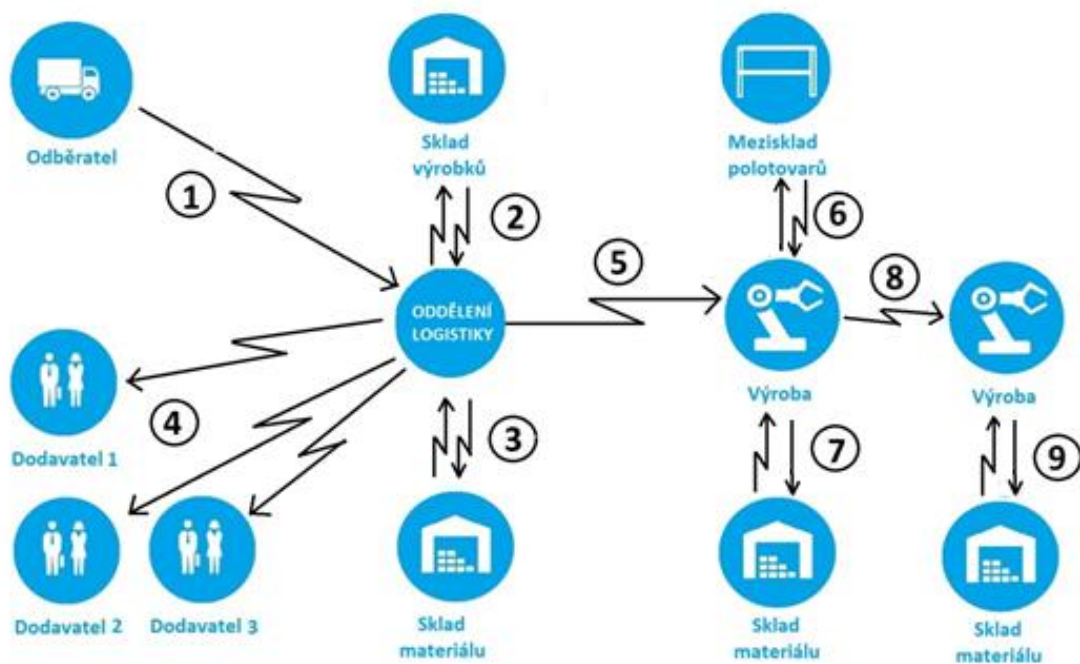 Odběratel
Sklad
výrobků
Mezisklad
polotovarů
1
2
6
5
8
ODDĚLENÍ
LOGISTIKY
Výroba
Výroba
Dodavatel 1
4
3
7
9
Dodavatel 2
Dodavatel 3
Sklad
materiálu
Sklad
materiálu
Sklad
materiálu